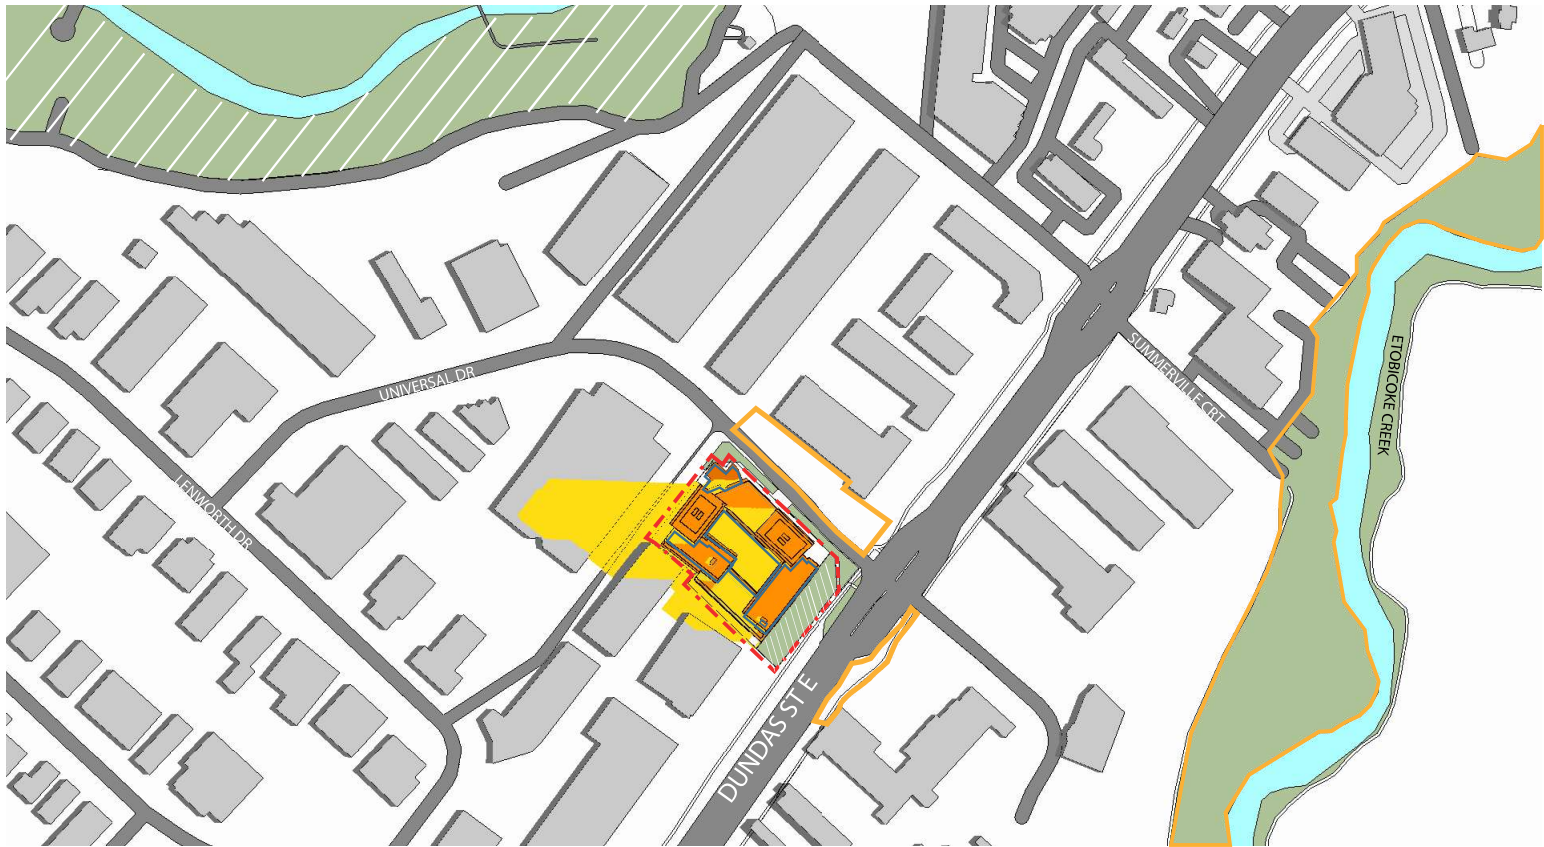 UNIVERSAL DR
SUMMERVILLE CRT
ETOBICOKE CREEK
LENWORTH DR
DUNDAS ST E